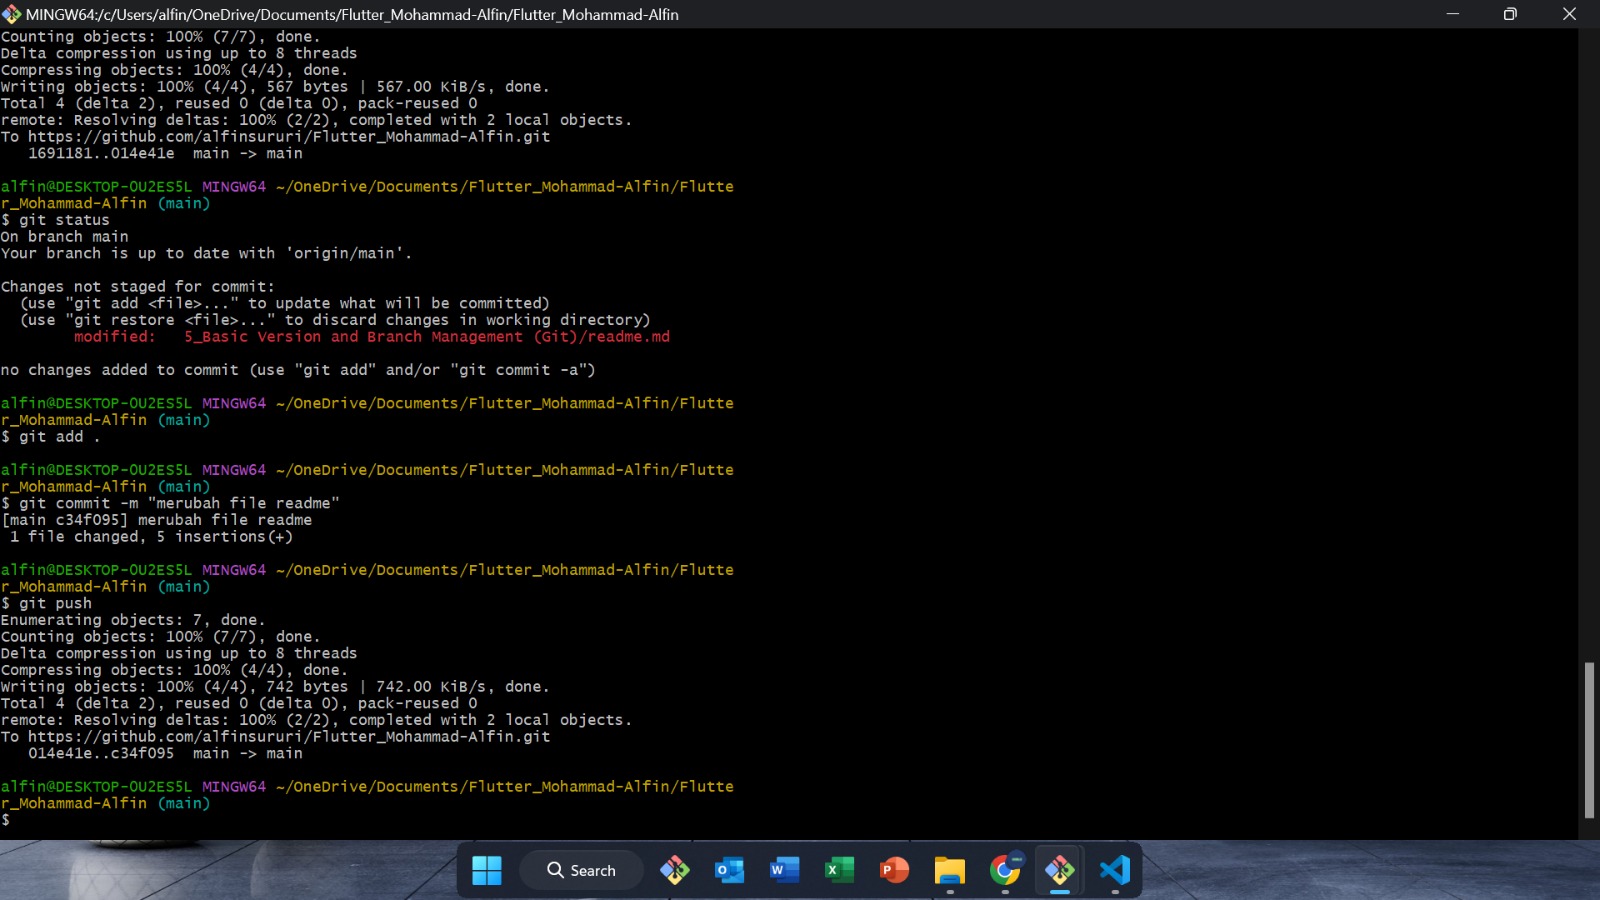 MINGW64:/c/Users/alfin/OneDrive/Documents/Flutter_Mohammad-Alfin/Flutter_Mohammad-Alfin
Counting objects: 100% (7/7), done.
Delta compression using up to 8 threads
Compressing objects: 100% (4/4), done.
Writing objects: 100% (4/4), 567 bytes | 567.00 KiB/s, done.
Total 4 (delta 2), reused 0 (delta 0), pack-reused 0
remote: Resolving deltas: 100% (2/2), completed with 2 local objects.
To https://github.com/alfinsururi/Flutter_Mohammad-Alfin.git
   1691181..014e41e  main -> main
alfin@DESKTOP-OU2ES5L MINGW64 ~/OneDrive/Documents/Flutter_Mohammad-Alfin/Flutte
r_Mohammad-Alfin (main)
$ git status
On branch main
Your branch is up to date with 'origin/main'.
Changes not staged for commit:
  (use "git add <file>..." to update what will be committed)
  (use "git restore <file>..." to discard changes in working directory)
        modified:   5_Basic Version and Branch Management (Git)/readme.md
no changes added to commit (use "git add" and/or "git commit -a")
alfin@DESKTOP-OU2ES5L MINGW64 ~/OneDrive/Documents/Flutter_Mohammad-Alfin/Flutte
r_Mohammad-Alfin (main)
$ git add .
alfin@DESKTOP-OU2ES5L MINGW64 ~/OneDrive/Documents/Flutter_Mohammad-Alfin/Flutte
r_Mohammad-Alfin (main)
$ git commit -m "merubah file readme"
[main c34f095] merubah file readme
 1 file changed, 5 insertions(+)
alfin@DESKTOP-OU2ES5L MINGW64 ~/OneDrive/Documents/Flutter_Mohammad-Alfin/Flutte
r_Mohammad-Alfin (main)
$ git push
Enumerating objects: 7, done.
Counting objects: 100% (7/7), done.
Delta compression using up to 8 threads
Compressing objects: 100% (4/4), done.
Writing objects: 100% (4/4), 742 bytes | 742.00 KiB/s, done.
Total 4 (delta 2), reused 0 (delta 0), pack-reused 0
remote: Resolving deltas: 100% (2/2), completed with 2 local objects.
To https://github.com/alfinsururi/Flutter_Mohammad-Alfin.git
   014e41e..c34f095  main -> main
alfin@DESKTOP-OU2ES5L MINGW64 ~/OneDrive/Documents/Flutter_Mohammad-Alfin/Flutte
r_Mohammad-Alfin (main)
$
Search